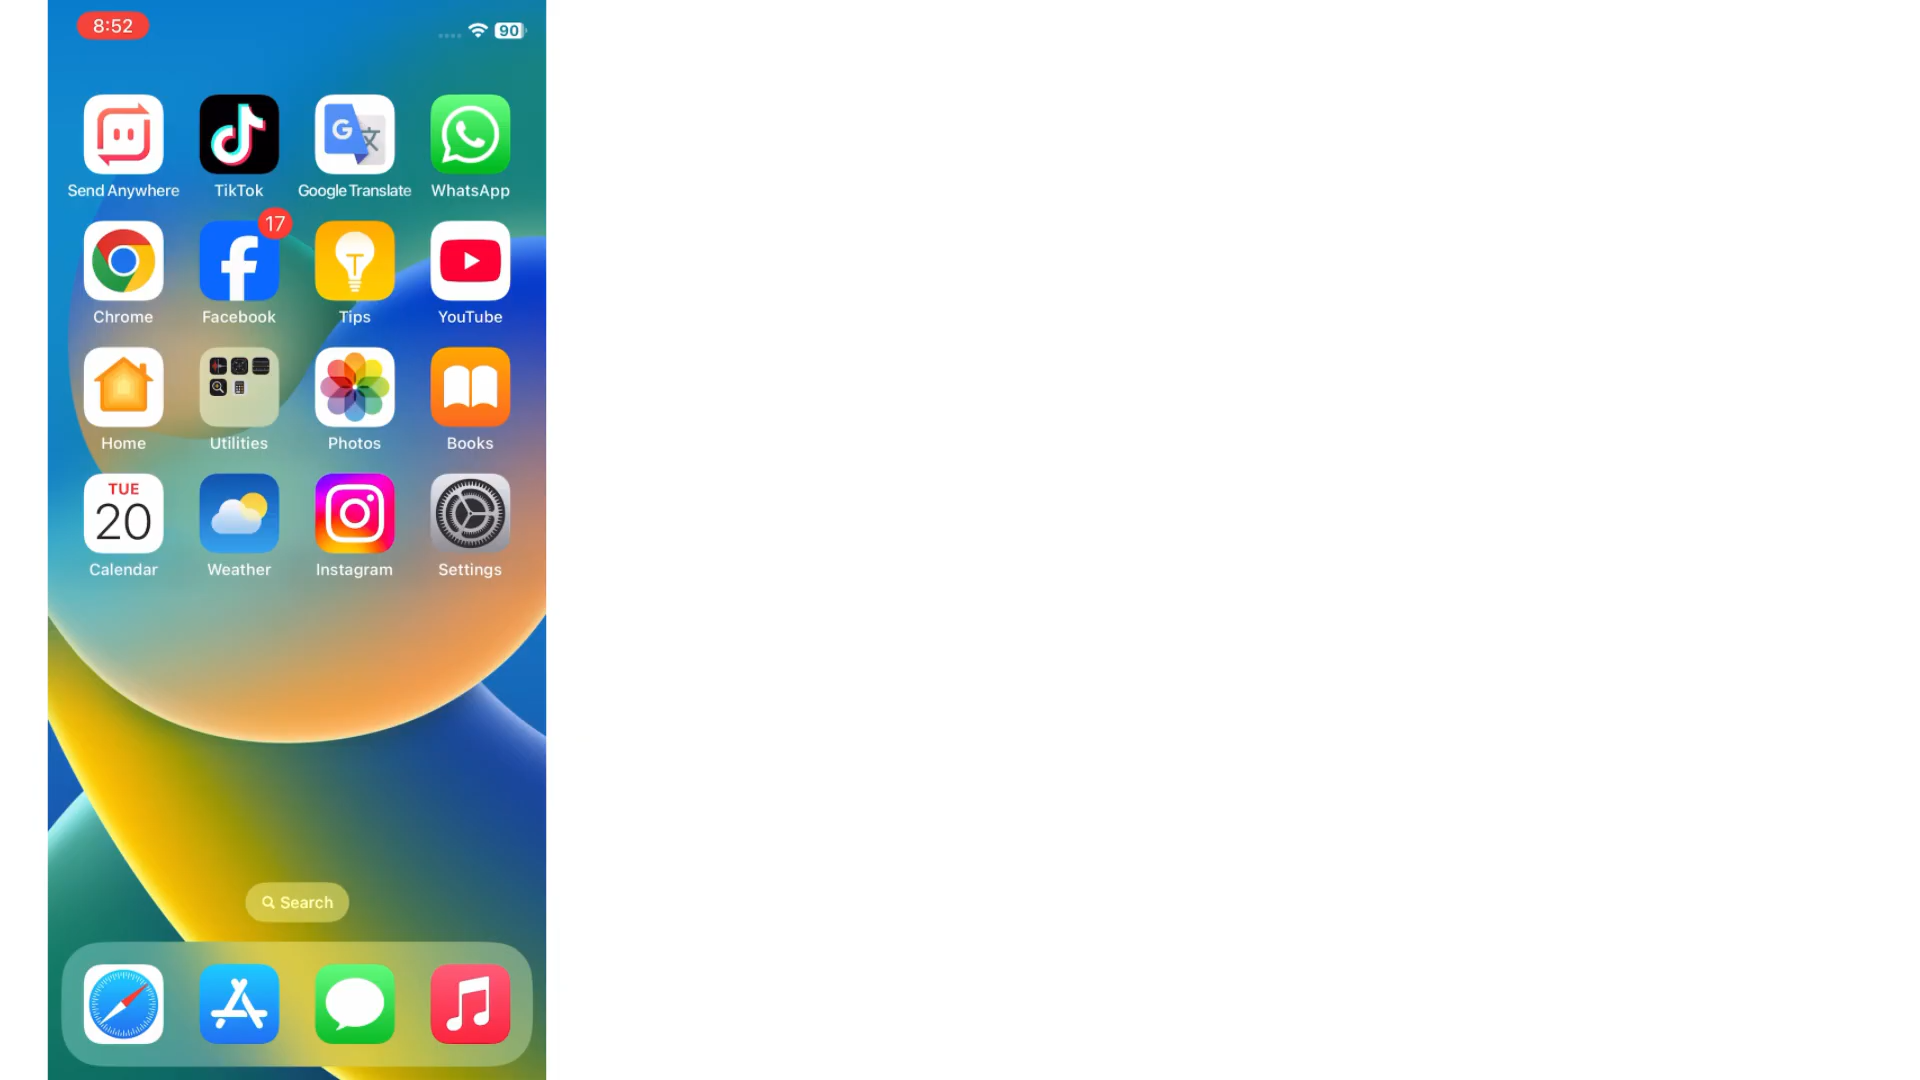 8:52
90
Send Anywhere TikTok Google Translate WhatsApp
17
Chrome Facebook Tips YouTube
Home Utilities Photos Books
TUE
20
Calendar Weather Instagram Settings
Search